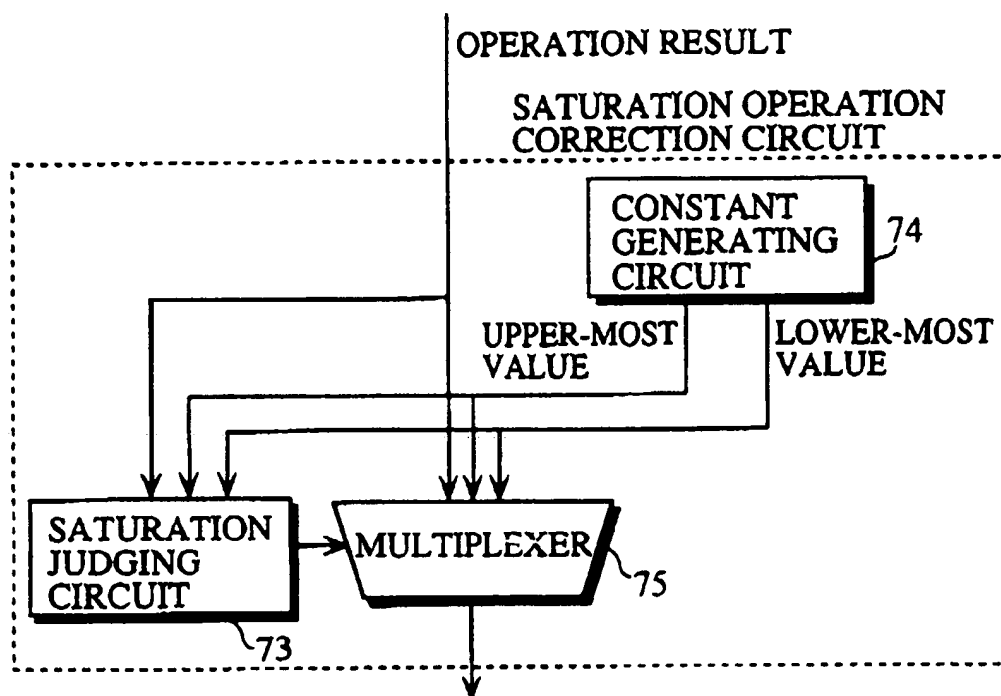 OPERATION RESULT
SATURATION OPERATION
CORRECTION CIRCUIT
CONSTANT
GENERATING
CIRCUIT
74
UPPER-MOST
VALUE
LOWER-MOST
VALUE
SATURATION
JUDGING
CIRCUIT
73
MULTIPLEXER
75